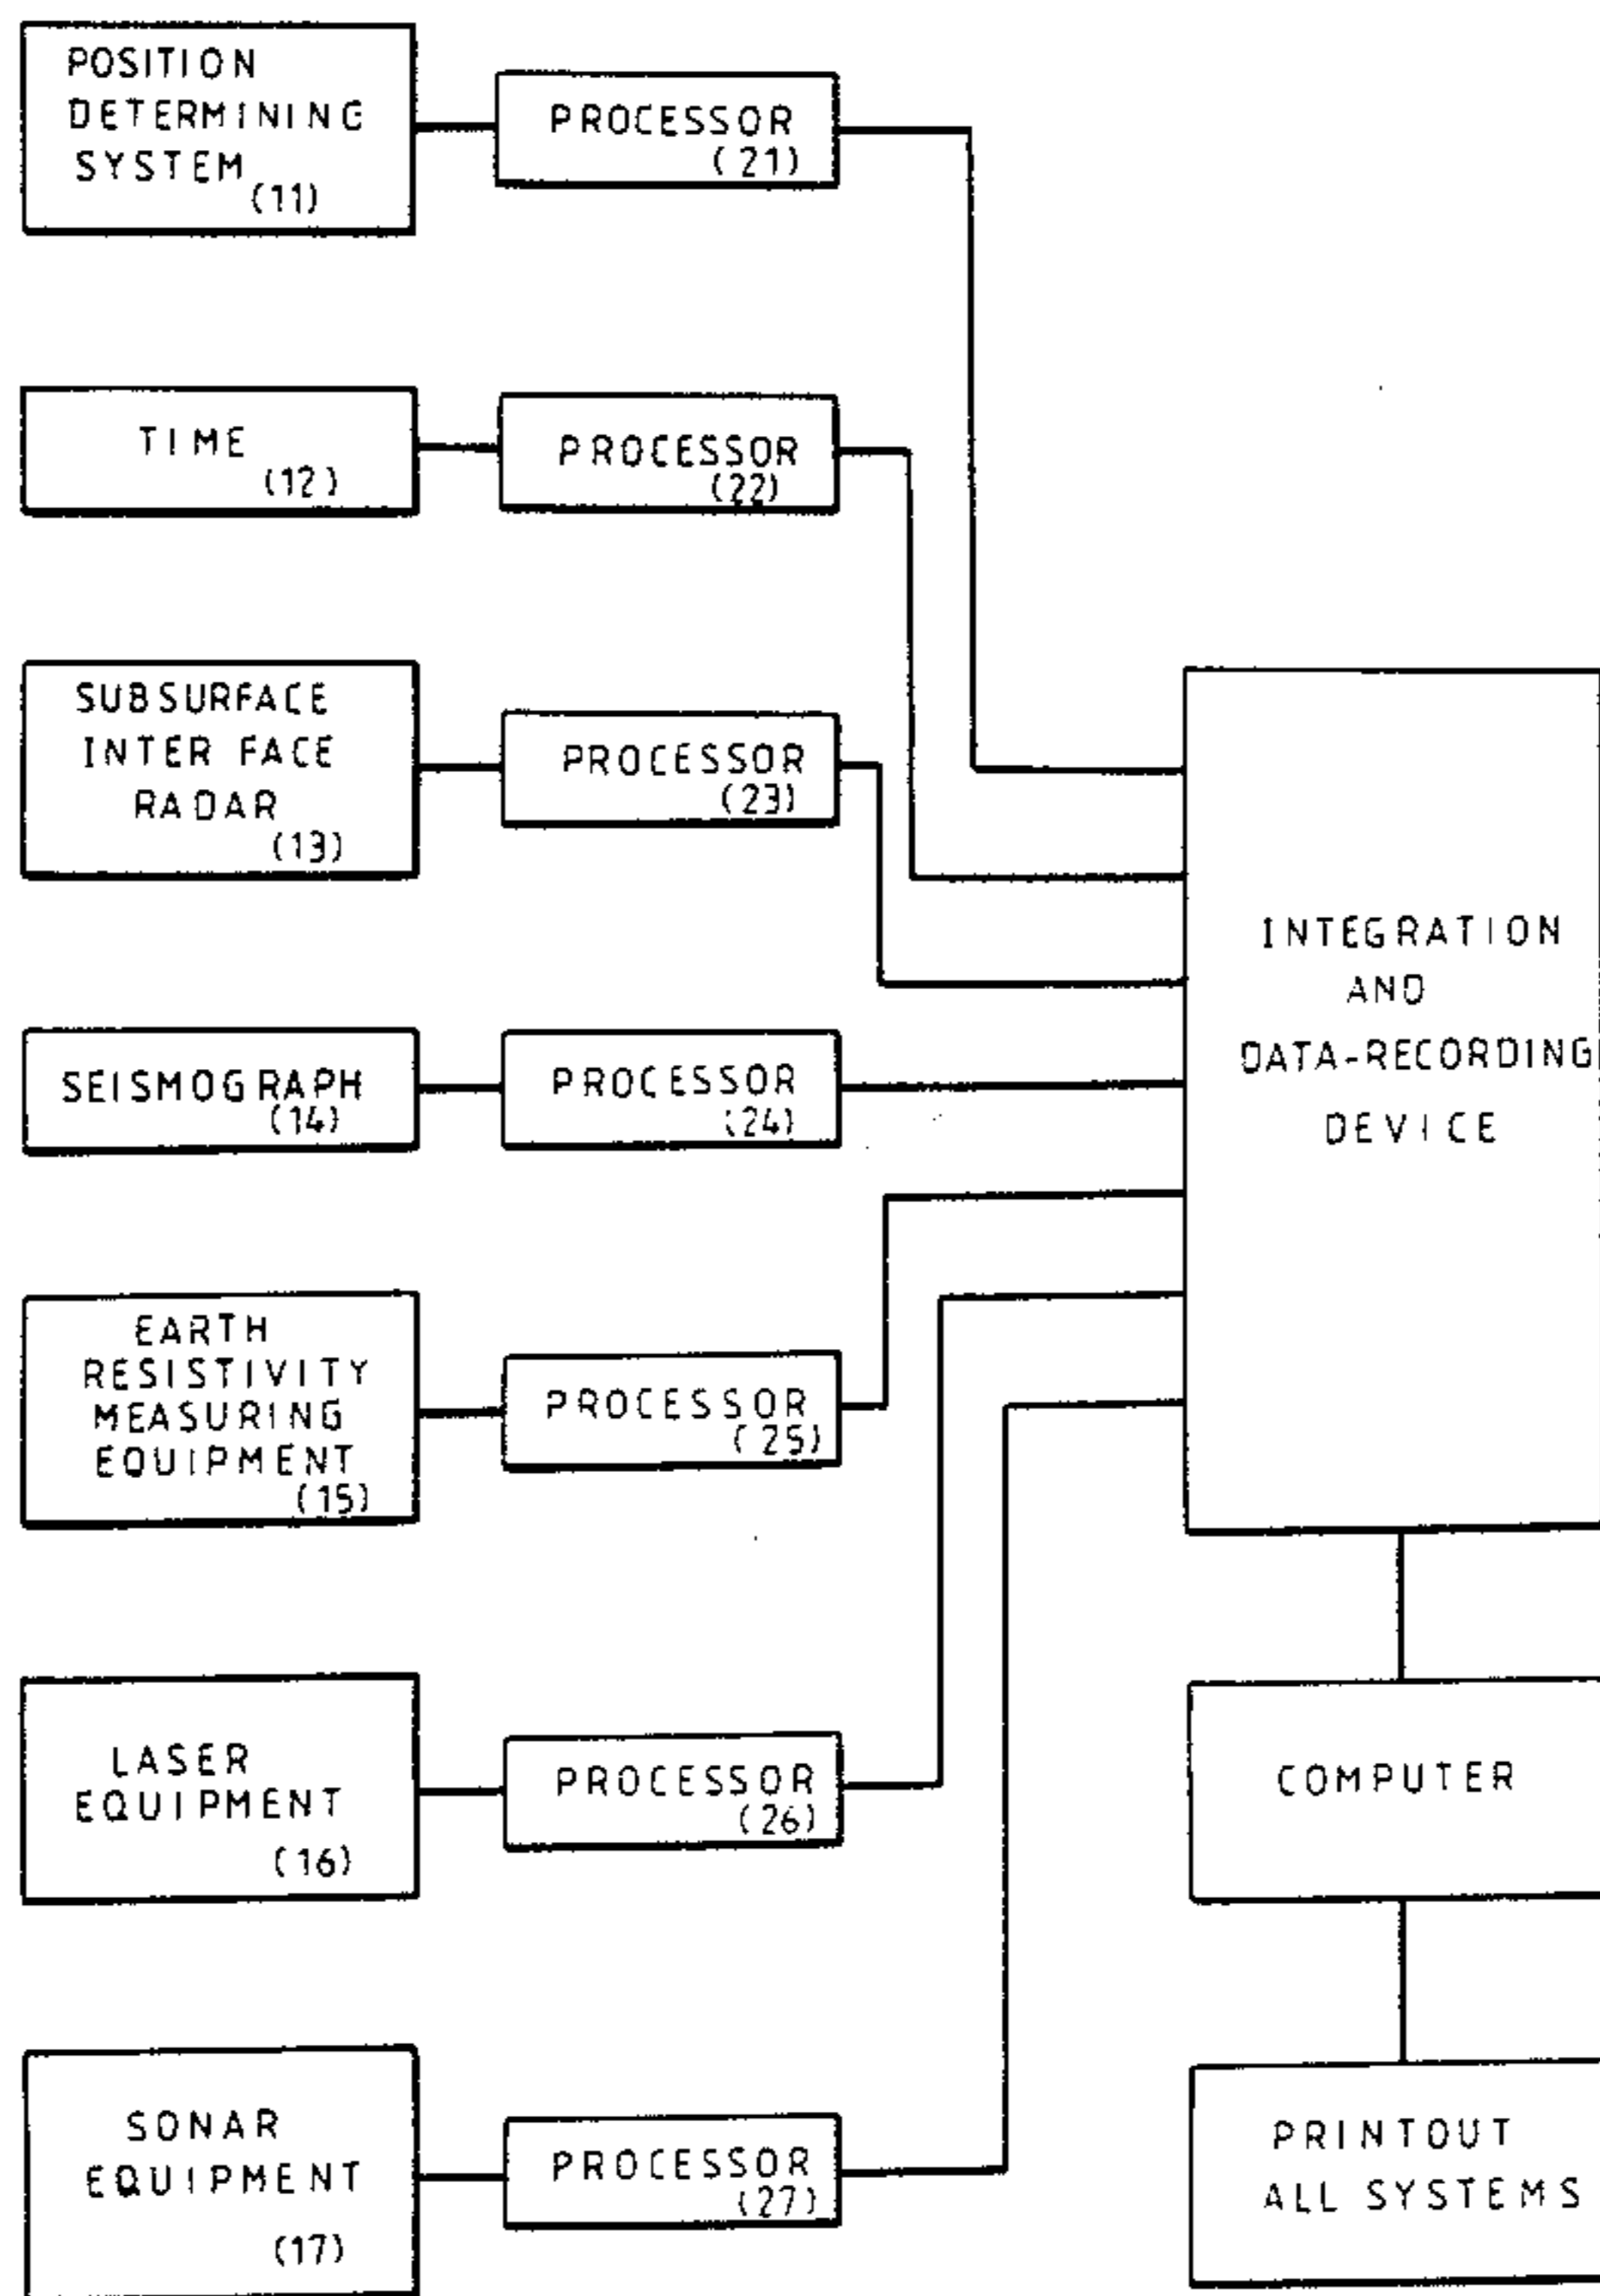 POSITION
DETERMINING
SYSTEM
(11)
PROCESSOR
(21)
TIME
(12)
PROCESSOR
(22)
SUBSURFACE
INTER FACE
RADAR
(13)
PROCESSOR
(23)
SEISMOGRAPH
(14)
PROCESSOR
(24)
EARTH
RESISTIVITY
MEASURING
EQUIPMENT
(15)
PROCESSOR
(25)
LASER
EQUIPMENT
(16)
PROCESSOR
(26)
SONAR
EQUIPMENT
(17)
PROCESSOR
(27)
INTEGRATION
AND
DATA-RECORDING
DEVICE
COMPUTER
PRINTOUT
ALL SYSTEMS